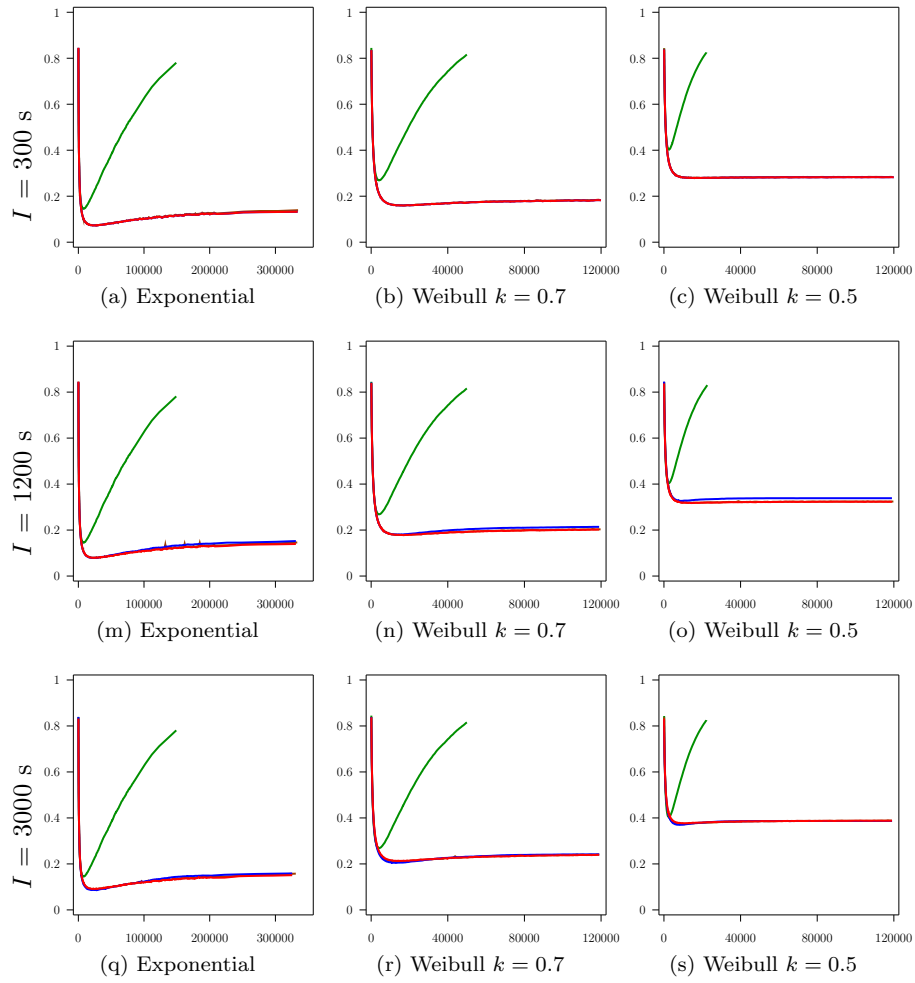 I = 300 s
1
0.8
0.6
0.4
0.2
0
0 100000 200000 300000
(a) Exponential
1
0.8
0.6
0.4
0.2
0
0 40000 80000 120000
(b) Weibull k = 0.7
1
0.8
0.6
0.4
0.2
0
0 40000 80000 120000
(c) Weibull k = 0.5
I = 1200 s
1
0.8
0.6
0.4
0.2
0
0 100000 200000 300000
(m) Exponential
1
0.8
0.6
0.4
0.2
0
0 40000 80000 120000
(n) Weibull k = 0.7
1
0.8
0.6
0.4
0.2
0
0 40000 80000 120000
(o) Weibull k = 0.5
I = 3000 s
1
0.8
0.6
0.4
0.2
0
0 100000 200000 300000
(q) Exponential
1
0.8
0.6
0.4
0.2
0
0 40000 80000 120000
(r) Weibull k = 0.7
1
0.8
0.6
0.4
0.2
0
0 40000 80000 120000
(s) Weibull k = 0.5